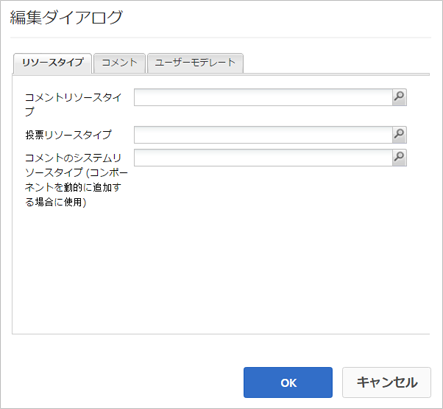 編集ダイアログ
リソースタイプ コメント ユーザーモデレート
コメントリソースタイ
プ
投票リソースタイプ
コメントのシステムリ
ソースタイプ (コンポー
ネントを動的に追加す
る場合に使用)
OK キャンセル